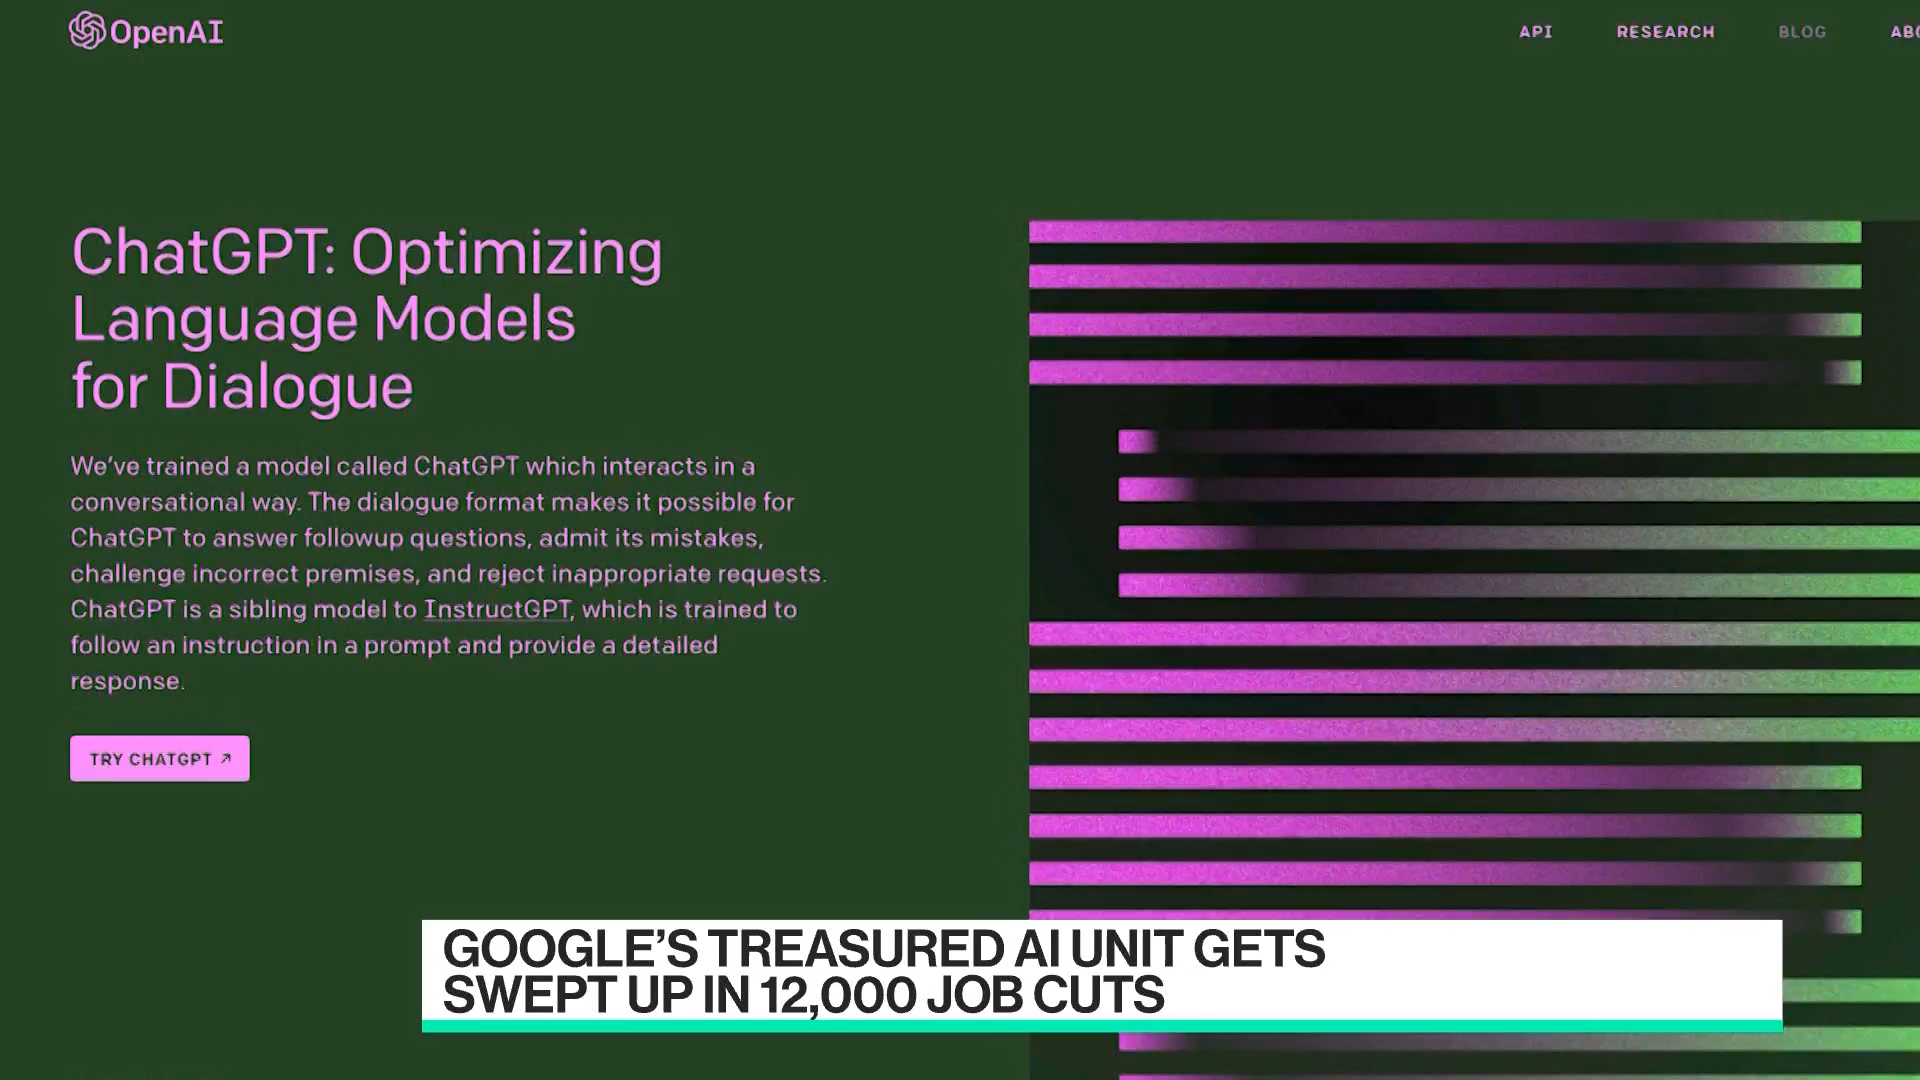 OpenAI
API RESEARCH BLOG
ChatGPT: Optimizing
Language Models
for Dialogue
We’ve trained a model called ChatGPT which interacts in a
conversational way. The dialogue format makes it possible for
ChatGPT to answer followup questions, admit its mistakes,
challenge incorrect premises, and reject inappropriate requests.
ChatGPT is a sibling model to InstructGPT, which is trained to
follow an instruction in a prompt and provide a detailed
response.
TRY CHATGPT ↗
GOOGLE’S TREASURED AI UNIT GETS
SWEPT UP IN 12,000 JOB CUTS